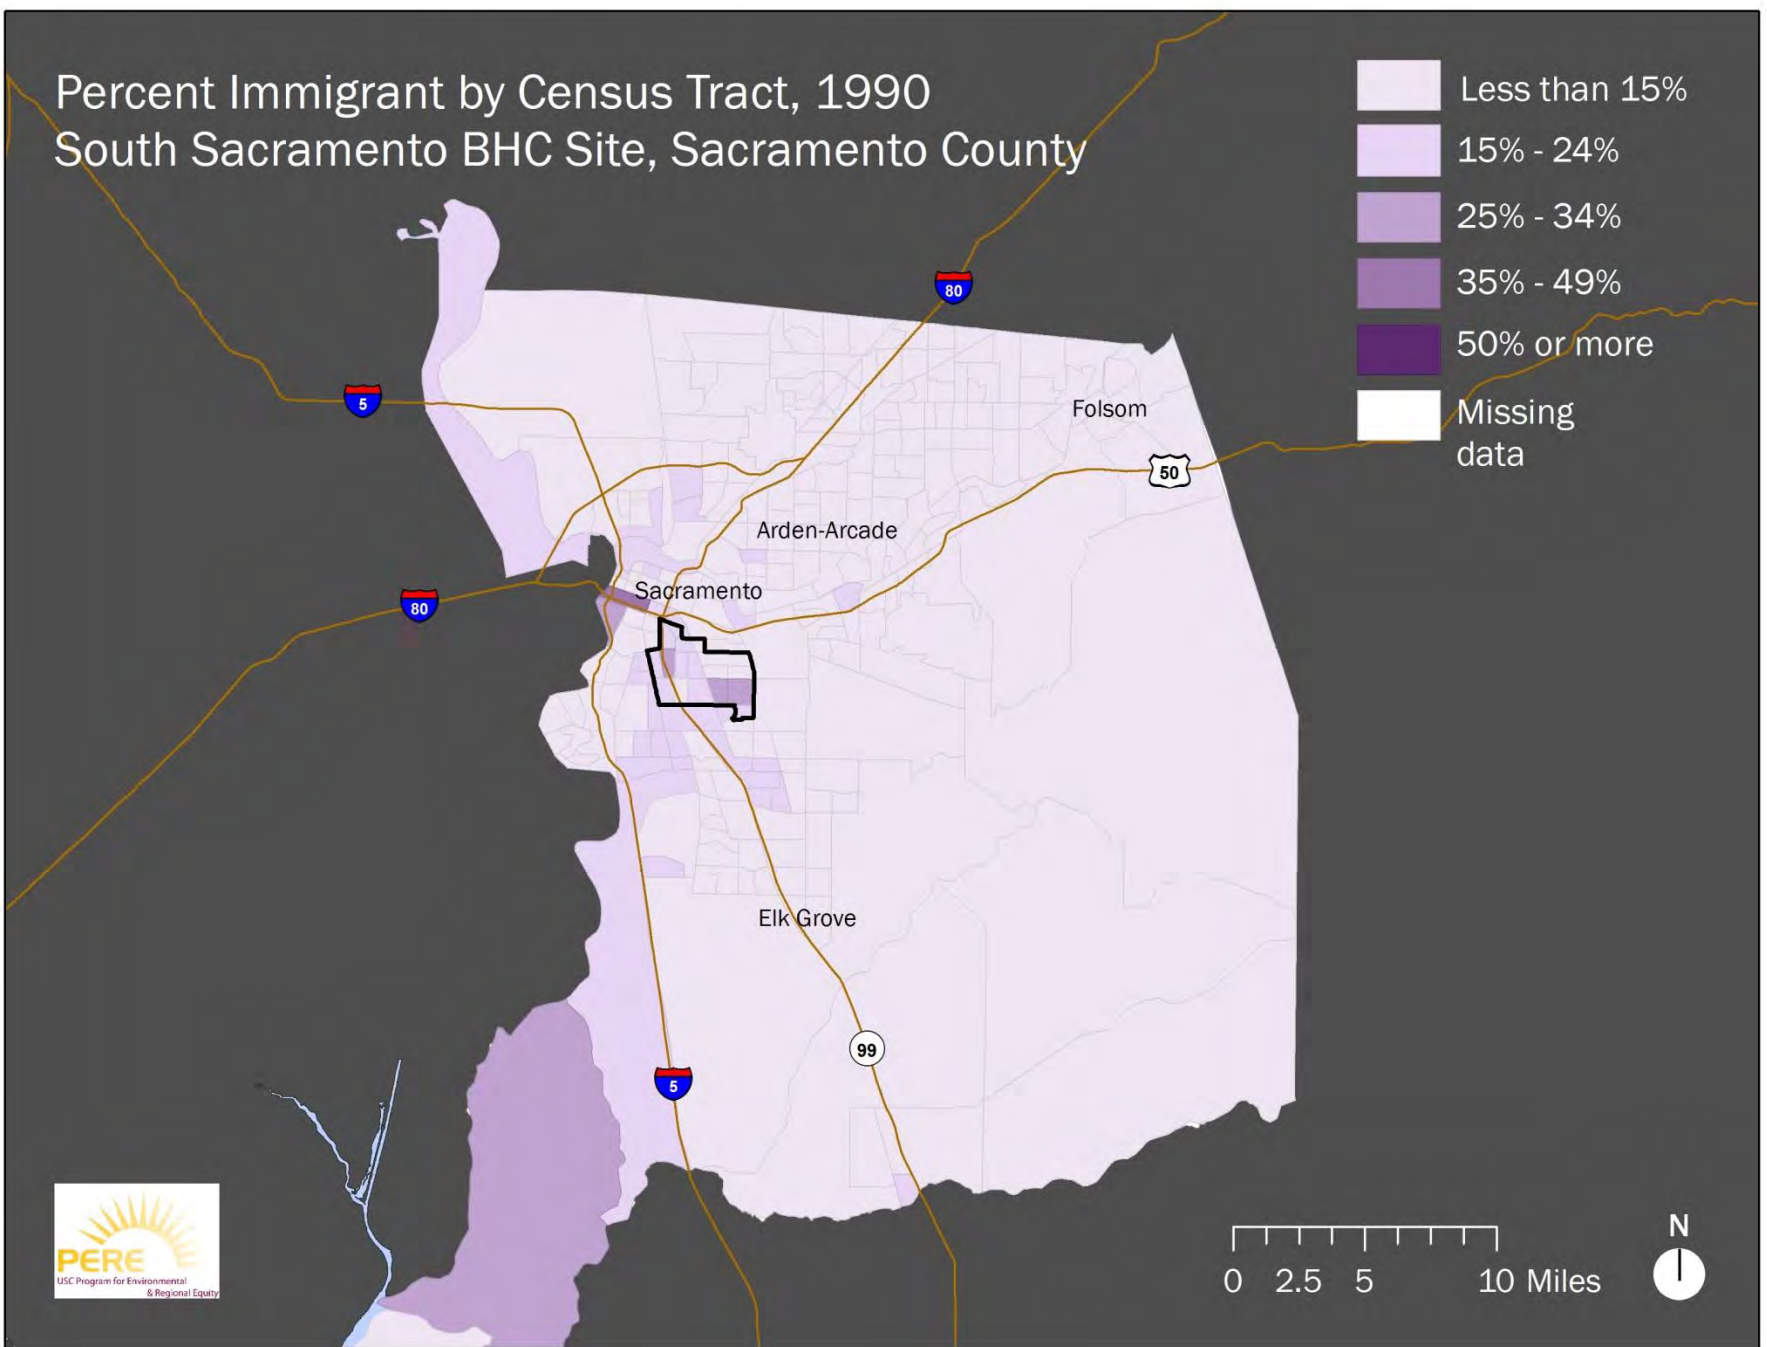 Percent Immigrant by Census Tract, 1990
South Sacramento BHC Site, Sacramento County
Less than 15%
15% - 24%
25% - 34%
35% - 49%
50% or more
Missing
data
80
5
Folsom
50
Arden-Arcade
Sacramento
80
Elk Grove
99
5
PERE
USC Program for Environmental
& Regional Equity
N
0 2.5 5 10 Miles